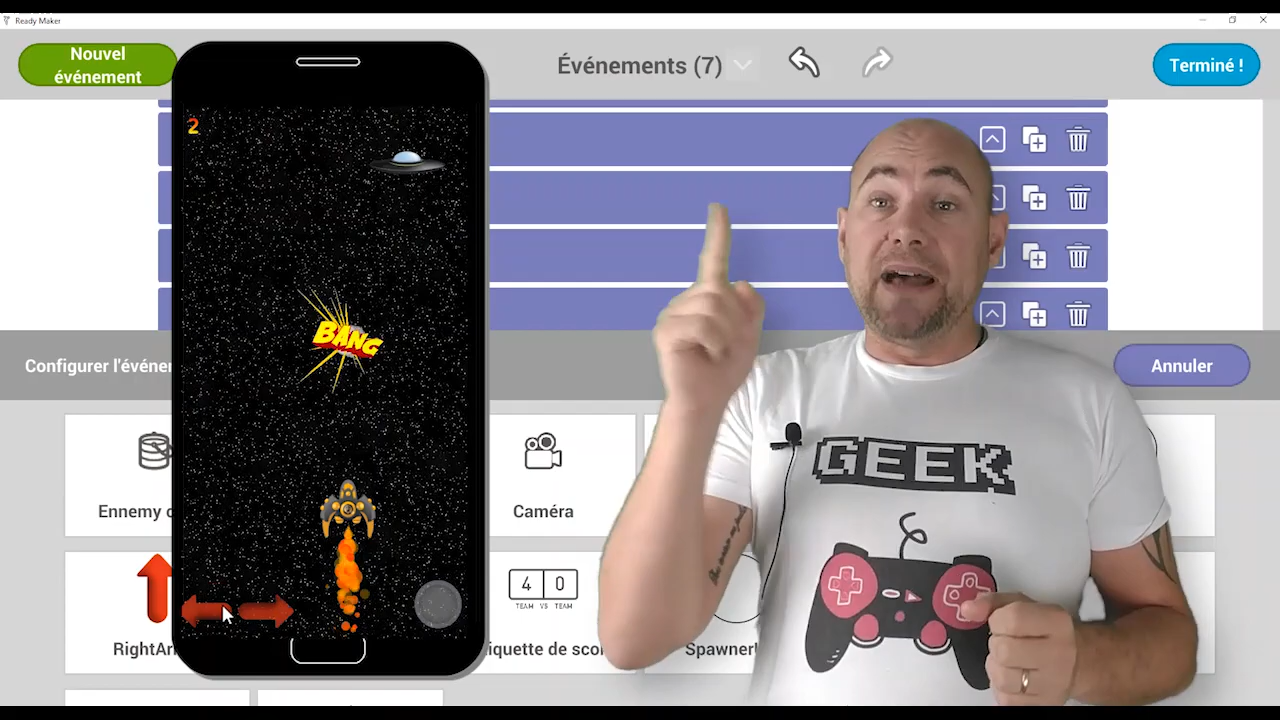 Ready Maker
Nouvel
événement
Événements (7)
Terminé !
2
BANG
Configurer l'événe
Annuler
Ennemy
Caméra
GEEK
4 0
TEAM VS TEAM
RightAr
iquette de sco
Spawner